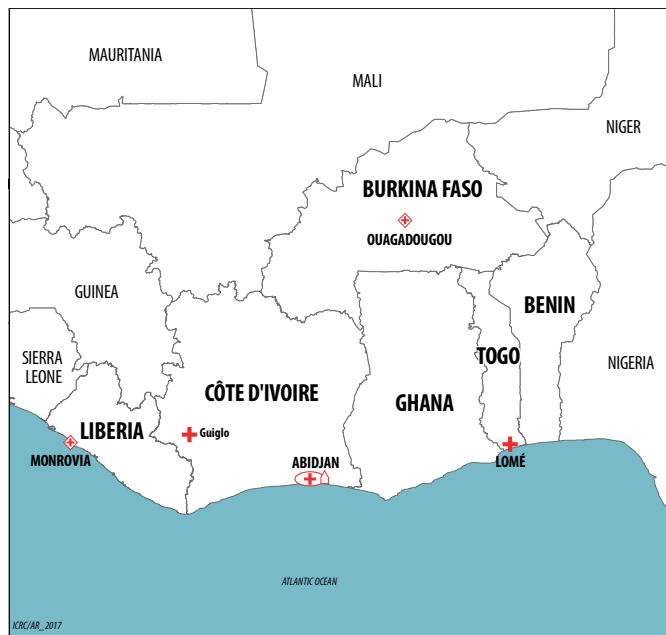 MAURITANIA
MALI
NIGER
BURKINA FASO
OUAGADOUGOU
GUINEA
BENIN
SIERRA
LEONE
TOGO
NIGERIA
CÔTE D'IVOIRE
GHANA
LIBERIA
Guiglo
MONROVIA
ABIDJAN
LOMÉ
ATLANTIC OCEAN
ICRC/AR_2017